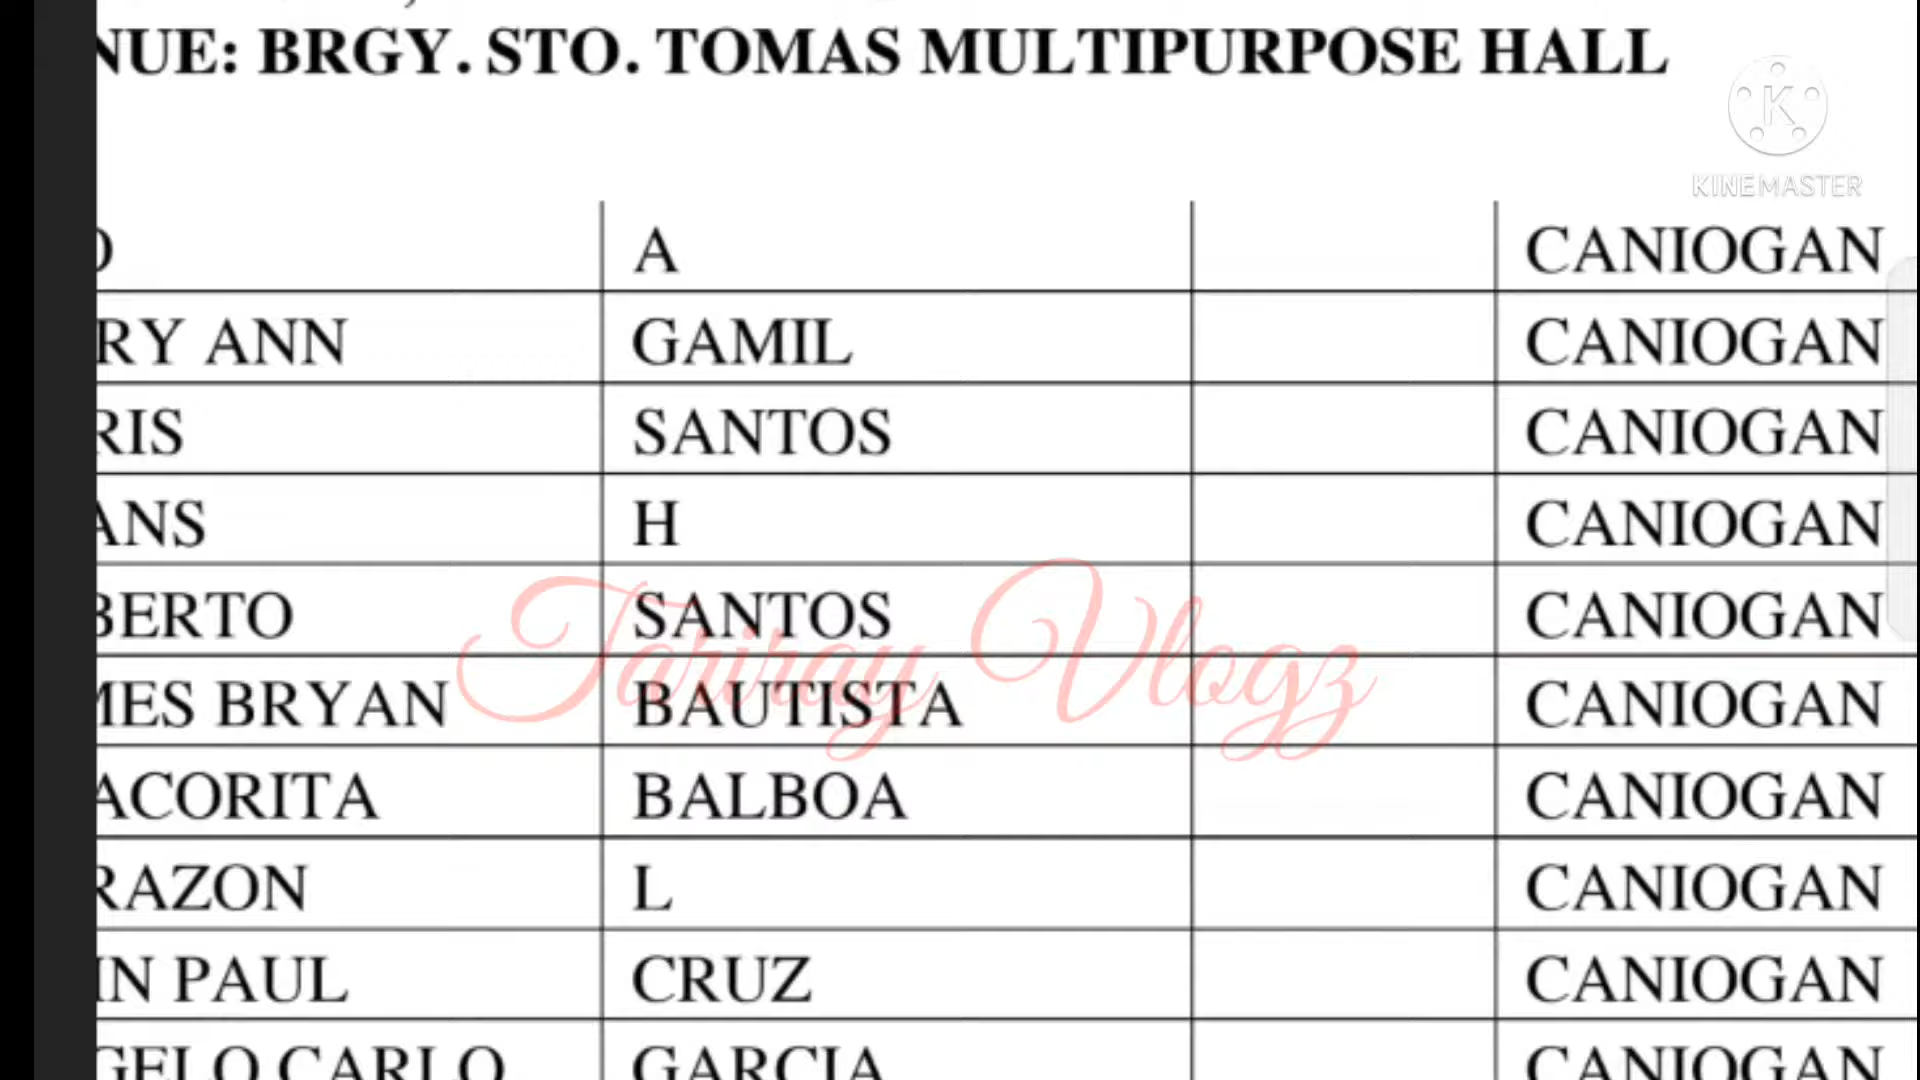 NUE: BRGY. STO. TOMAS MULTIPURPOSE HALL
K
KINEMASTER
A CANIOGAN
RY ANN GAMIL CANIOGAN
RIS SANTOS CANIOGAN
ANS H CANIOGAN
BERTO SANTOS CANIOGAN
Tariray Vlogz
MES BRYAN BAUTISTA CANIOGAN
ACORITA BALBOA CANIOGAN
RAZON L CANIOGAN
IN PAUL CRUZ CANIOGAN
GELO CARLO GARCIA CANIOGAN